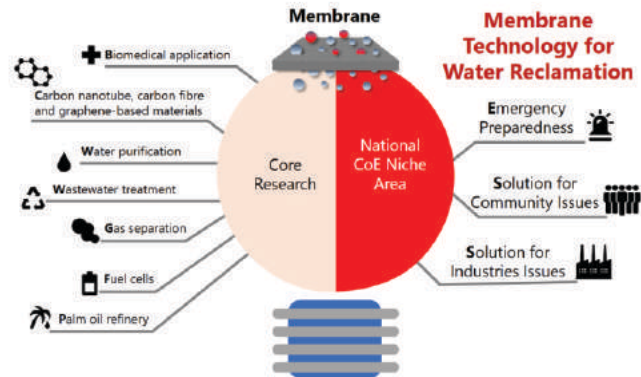 Membrane
Membrane
Technology for
Water Reclamation
Biomedical application
Carbon nanotube, carbon fibre
and graphene-based materials
Water purification
Wastewater treatment
Gas separation
Fuel cells
Palm oil refinery
Core
Research
National
CoE Niche
Area
Emergency
Preparedness
Solution for
Community Issues
Solution for
Industries Issues